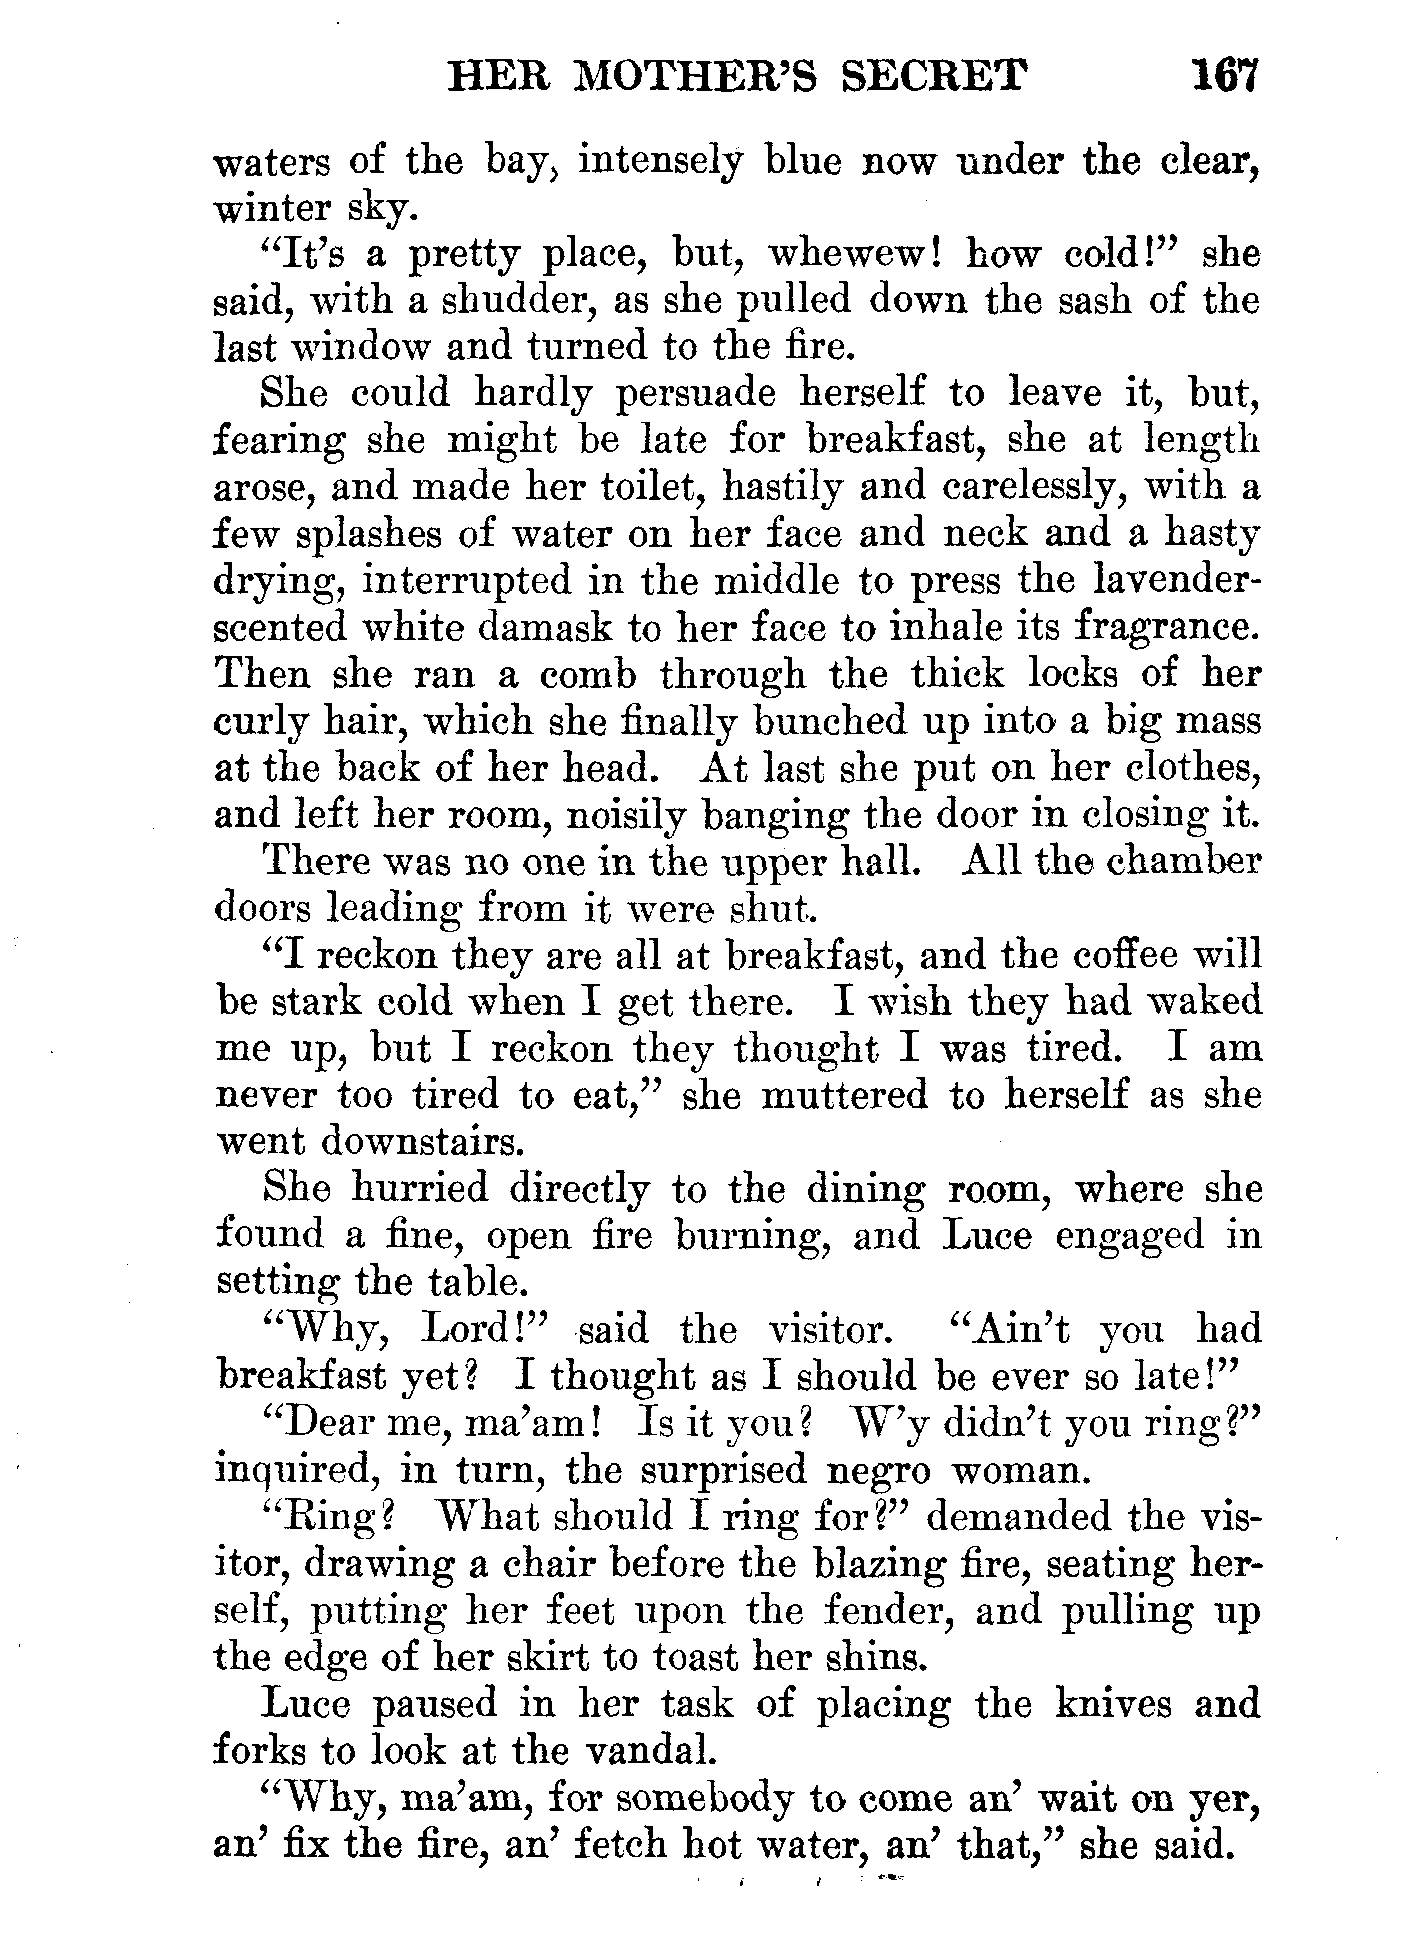 HER MOTHER'S SECRET 167
waters of the bay, intensely blue now under the clear,
winter sky.
"It's a pretty place, but, whewew! how cold!" she
said, with a shudder, as she pulled down the sash of the
last window and turned to the fire.
She could hardly persuade herself to leave it, but,
fearing she might be late for breakfast, she at length
arose, and made her toilet, hastily and carelessly, with a
few splashes of water on her face and neck and a hasty
drying, interrupted in the middle to press the lavender-
scented white damask to her face to inhale its fragrance.
Then she ran a comb through the thick locks of her
curly hair, which she finally bunched up into a big mass
at the back of her head. At last she put on her clothes,
and left her room, noisily banging the door in closing it.
There was no one in the upper hall. All the chamber
doors leading from it were shut.
"I reckon they are all at breakfast, and the coffee will
be stark cold when I get there. I wish they had waked
me up, but I reckon they thought I was tired. I am
never too tired to eat," she muttered to herself as she
went downstairs.
She hurried directly to the dining room, where she
found a fine, open fire burning, and Luce engaged in
setting the table.
"Why, Lord!" said the visitor. "Ain't you had
breakfast yet? I thought as I should be ever so late!"
"Dear me, ma'am! Is it you? W'y didn't you ring?"
inquired, in turn, the surprised negro woman.
"Ring? What should I ring for?" demanded the vis-
itor, drawing a chair before the blazing fire, seating her-
self, putting her feet upon the fender, and pulling up
the edge of her skirt to toast her shins.
Luce paused in her task of placing the knives and
forks to look at the vandal.
"Why, ma'am, for somebody to come an' wait on yer,
an' fix the fire, an' fetch hot water, an' that," she said.